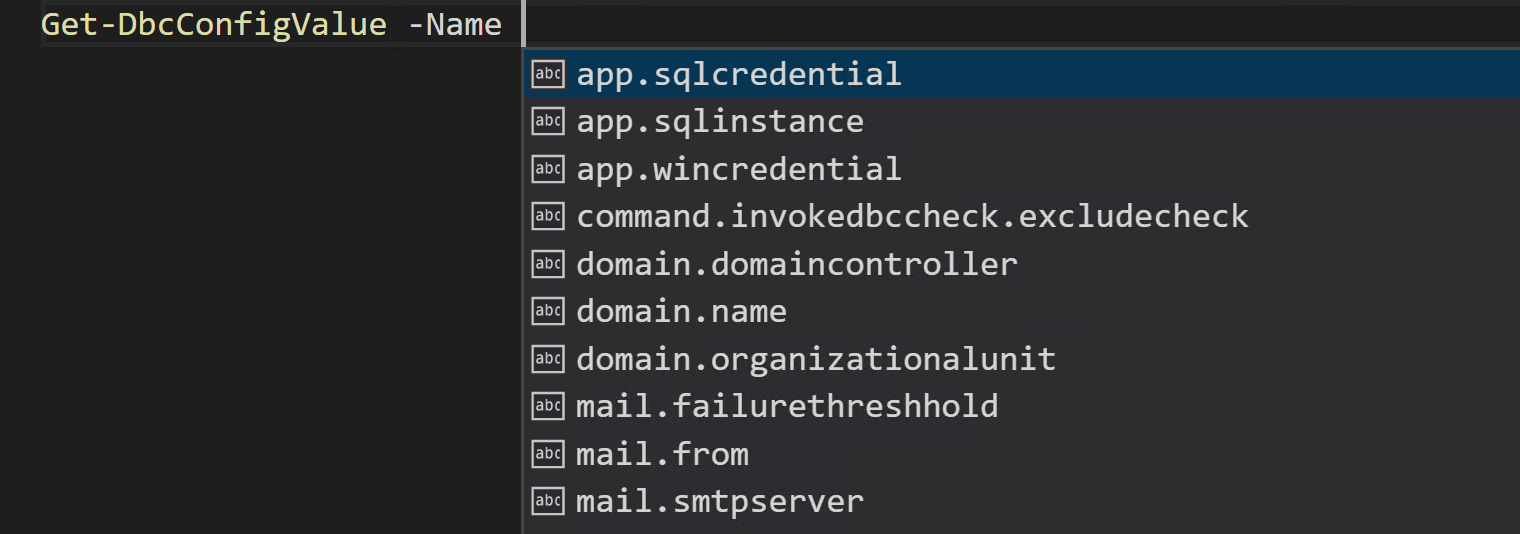 Get-DbcConfigValue -Name
abc app.sqlcredential
abc app.sqlinstance
abc app.wincredential
abc command.invokedbccheck.excludecheck
abc domain.domaincontroller
abc domain.name
abc domain.organizationalunit
abc mail.failurethreshhold
abc mail.from
abc mail.smtpserver